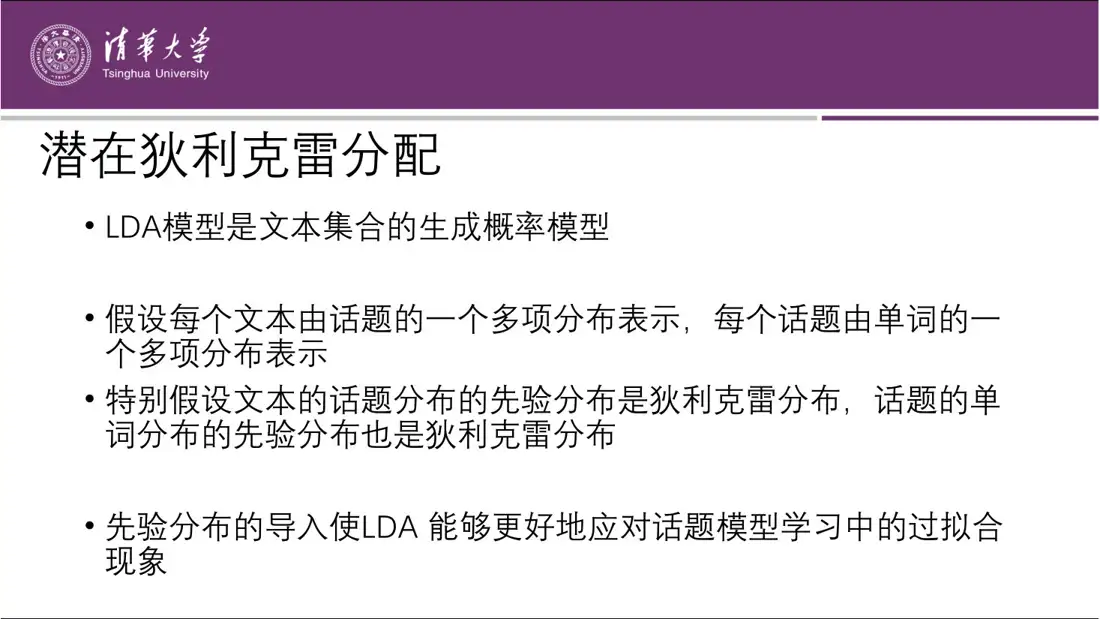 清华大学
Tsinghua University
潜在狄利克雷分配
• LDA模型是文本集合的生成概率模型
• 假设每个文本由话题的一个多项分布表示，每个话题由单词的一
个多项分布表示
• 特别假设文本的话题分布的先验分布是狄利克雷分布，话题的单
词分布的先验分布也是狄利克雷分布
• 先验分布的导入使LDA 能够更好地应对话题模型学习中的过拟合
现象